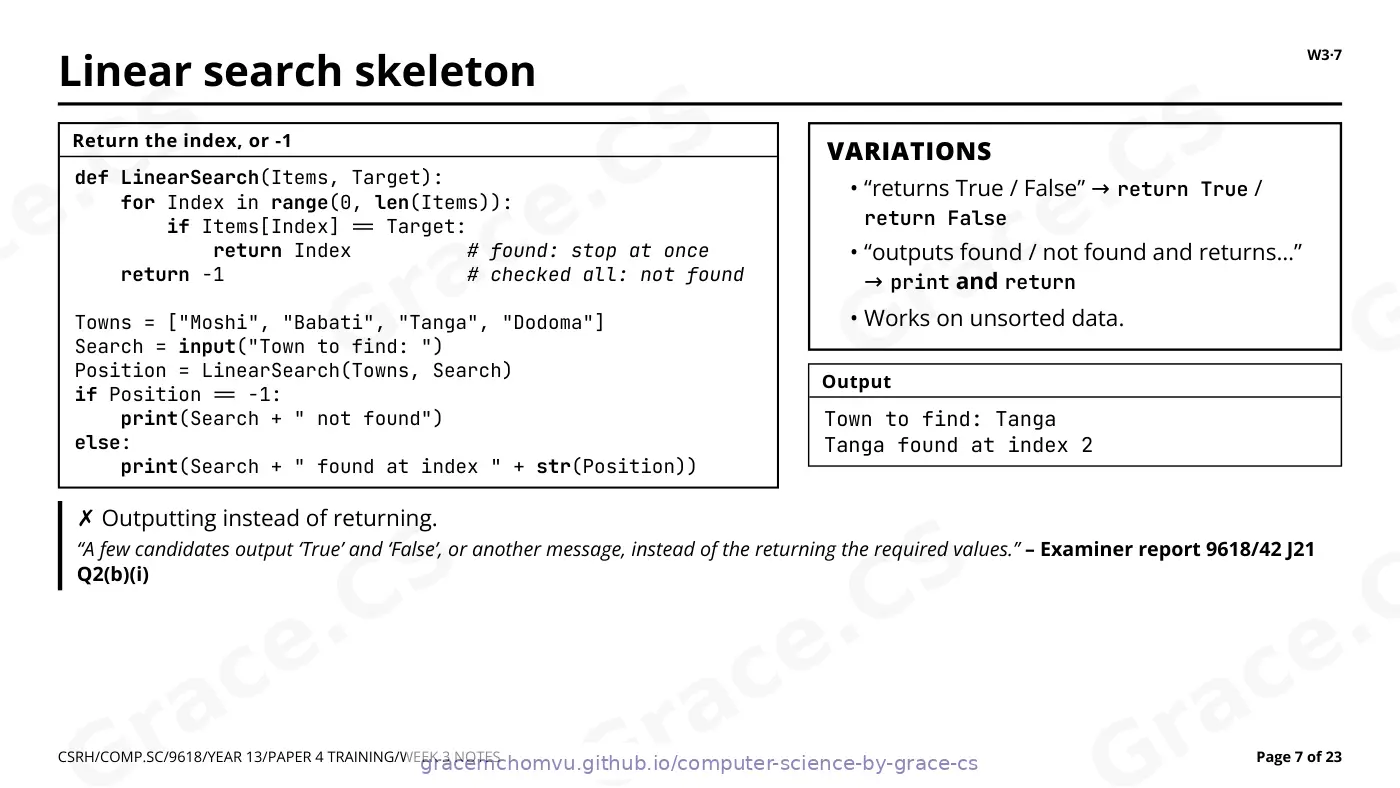 Linear search skeleton
W3·7
Return the index, or -1
def LinearSearch(Items, Target):
    for Index in range(0, len(Items)):
        if Items[Index] == Target:
            return Index          # found: stop at once
    return -1                     # checked all: not found
Towns = ["Moshi", "Babati", "Tanga", "Dodoma"]
Search = input("Town to find: ")
Position = LinearSearch(Towns, Search)
if Position == -1:
    print(Search + " not found")
else:
    print(Search + " found at index " + str(Position))
VARIATIONS
• “returns True / False” → return True /
return False
• “outputs found / not found and returns…”
→ print and return
• Works on unsorted data.
Output
Town to find: Tanga
Tanga found at index 2
✗ Outputting instead of returning.
“A few candidates output ‘True’ and ‘False’, or another message, instead of the returning the required values.” – Examiner report 9618/42 J21
Q2(b)(i)
CSRH/COMP.SC/9618/YEAR 13/PAPER 4 TRAINING/WEEK 3 NOTES
gracemchomvu.github.io/computer-science-by-grace-cs
Page 7 of 23
Grace.CS